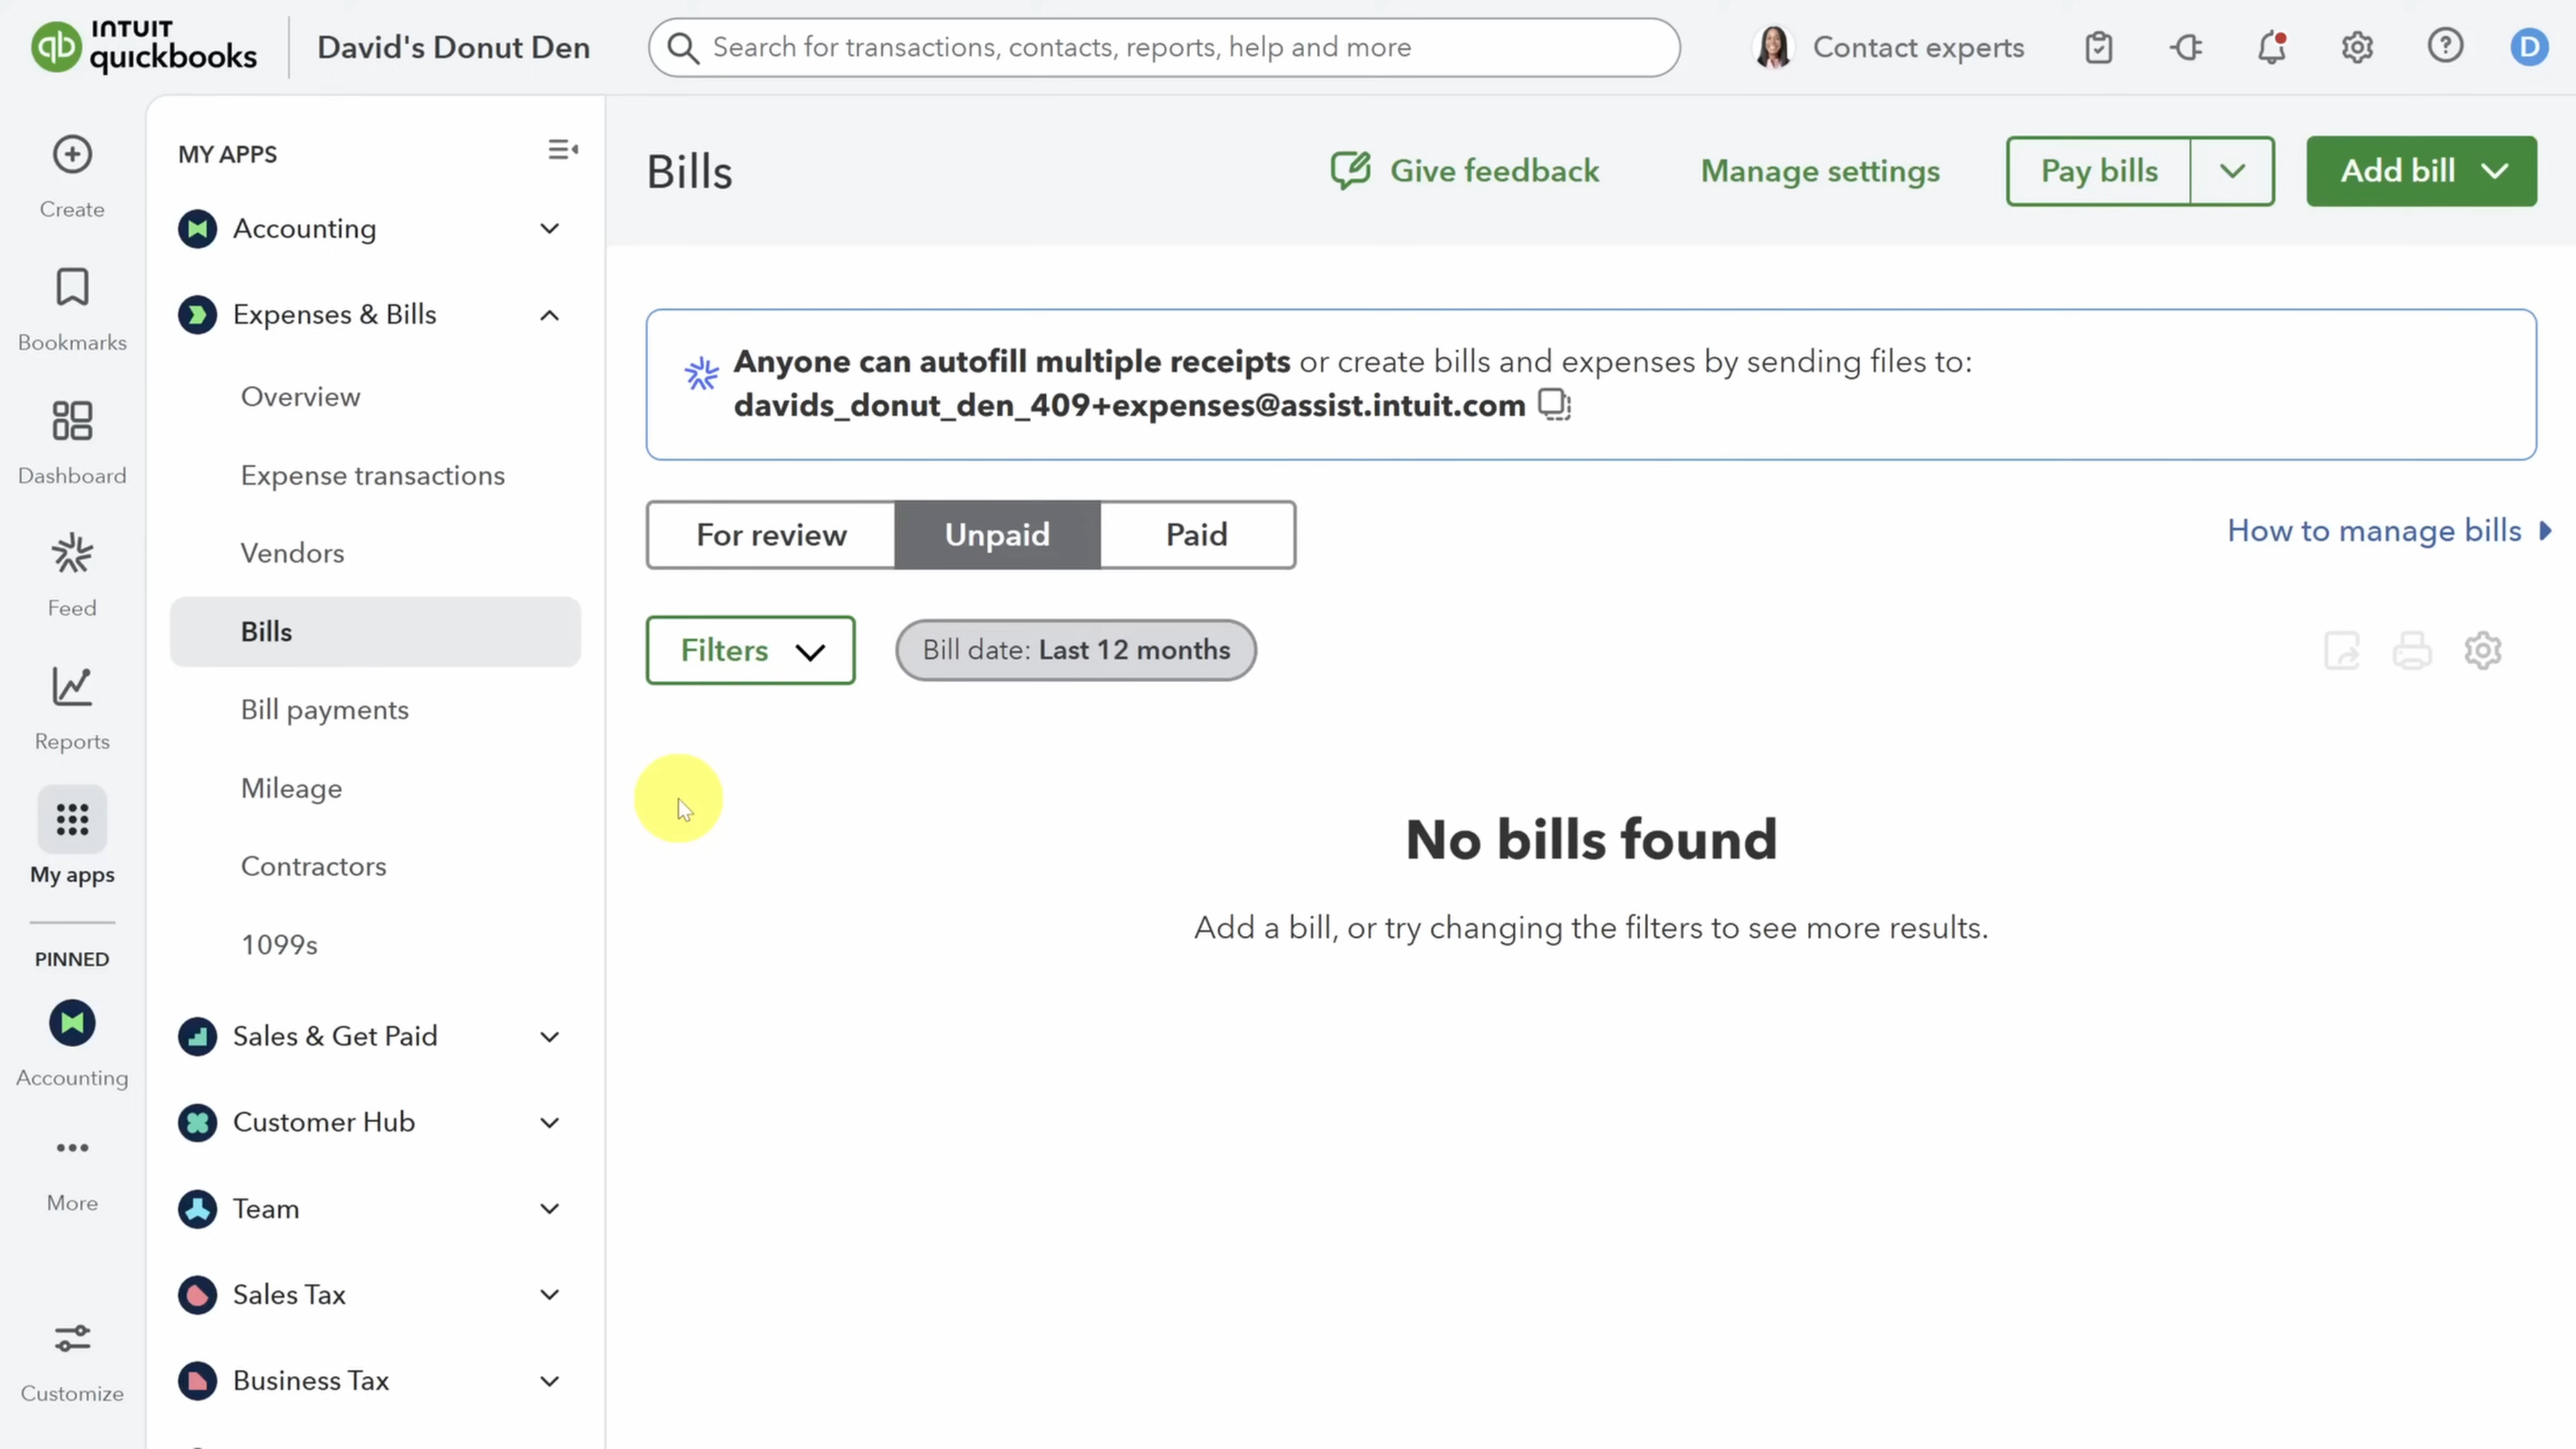 INTUIT
quickbooks
David's Donut Den
Search for transactions, contacts, reports, help and more
Contact experts
D
Create
Bookmarks
Dashboard
Feed
Reports
My apps
PINNED
Accounting
More
Customize
MY APPS
Accounting
Expenses & Bills
Overview
Expense transactions
Vendors
Bills
Bill payments
Mileage
Contractors
1099s
Sales & Get Paid
Customer Hub
Team
Sales Tax
Business Tax
Bills
Give feedback
Manage settings
Pay bills
Add bill
Anyone can autofill multiple receipts or create bills and expenses by sending files to:
davids_donut_den_409+expenses@assist.intuit.com
For review
Unpaid
Paid
How to manage bills
Filters
Bill date: Last 12 months
No bills found
Add a bill, or try changing the filters to see more results.